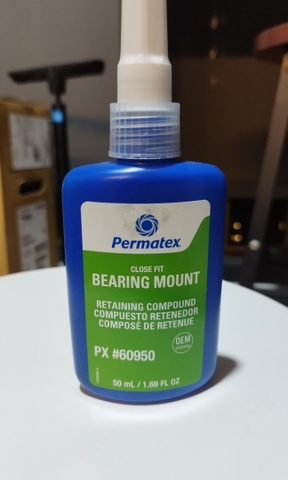 Permatex
CLOSE FIT
BEARING MOUNT
RETAINING COMPOUND
COMPUESTO RETENEDOR
COMPOSÉ DE RETENUE
PX #60950
OEM
50 mL / 1.69 FL OZ